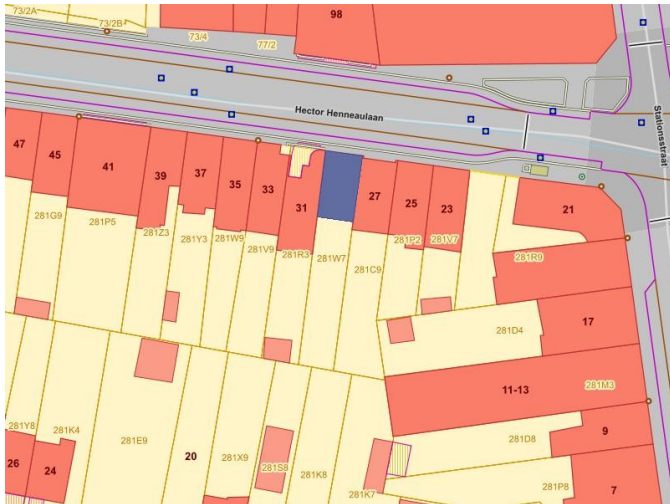 73/2A
73/2B
98
73/4
77/2
Hector Henneaulaan
Stationsstraat
47
45
41
39
37
35
33
31
27
25
23
21
281G9
281P5
281Z3
281Y3
281W9
281V9
281R3
281W7
281C9
281P2
281V7
281R9
17
281D4
11-13
281M3
9
281D8
281Y8
281K4
281E9
20
281X9
281S8
281K8
281K7
281P8
26
24
7